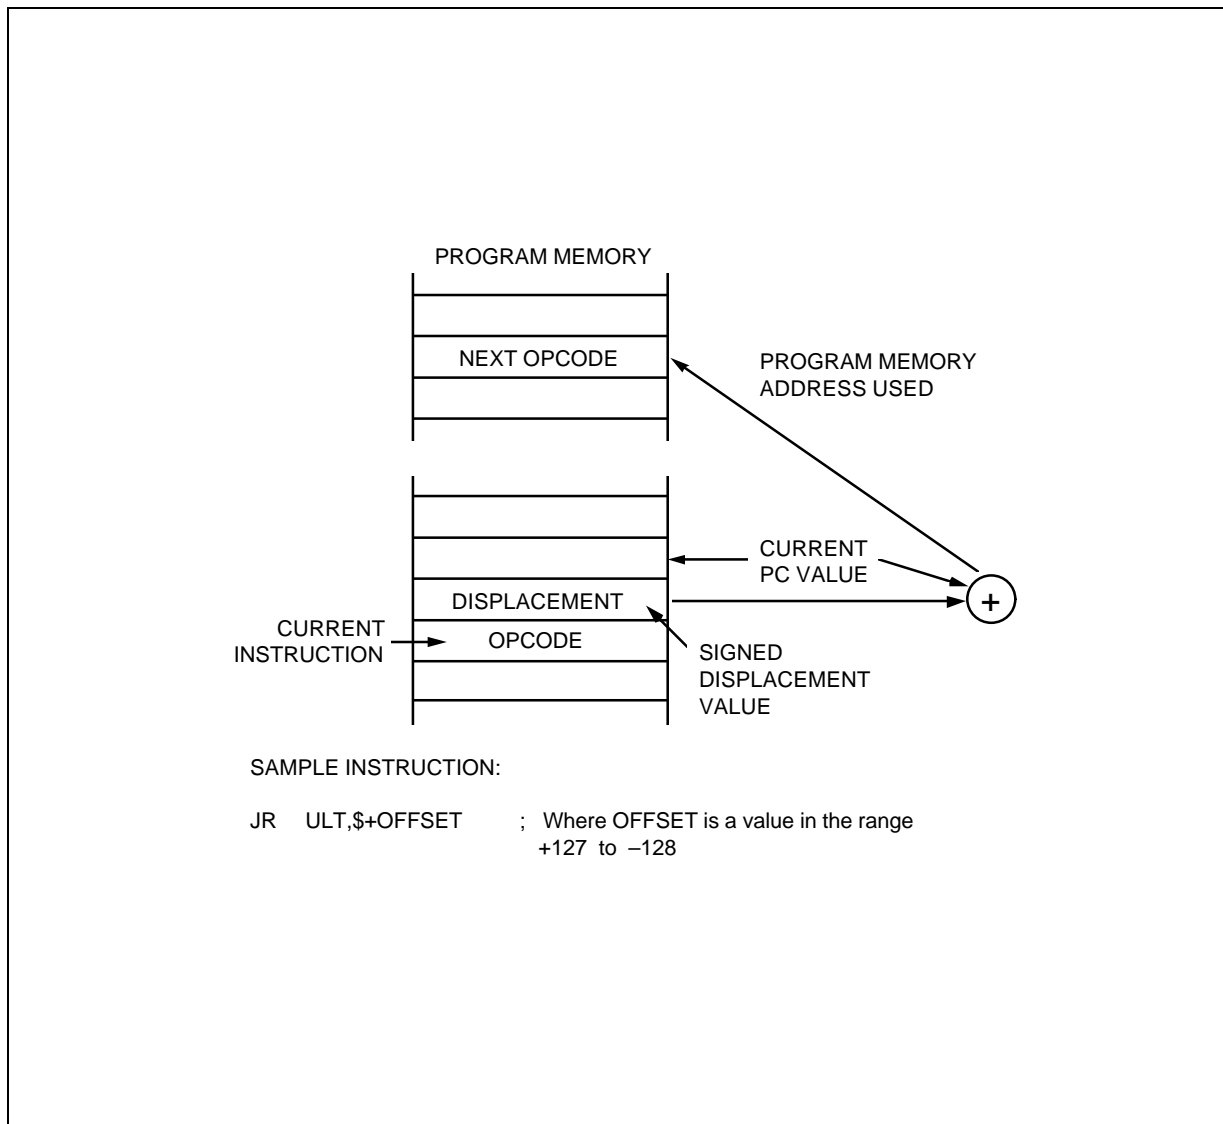 PROGRAM MEMORY
NEXT OPCODE
PROGRAM MEMORY
ADDRESS USED
CURRENT
PC VALUE
DISPLACEMENT
+
CURRENT
INSTRUCTION
OPCODE
SIGNED
DISPLACEMENT
VALUE
SAMPLE INSTRUCTION:
JR ULT,$+OFFSET ; Where OFFSET is a value in the range
+127 to –128